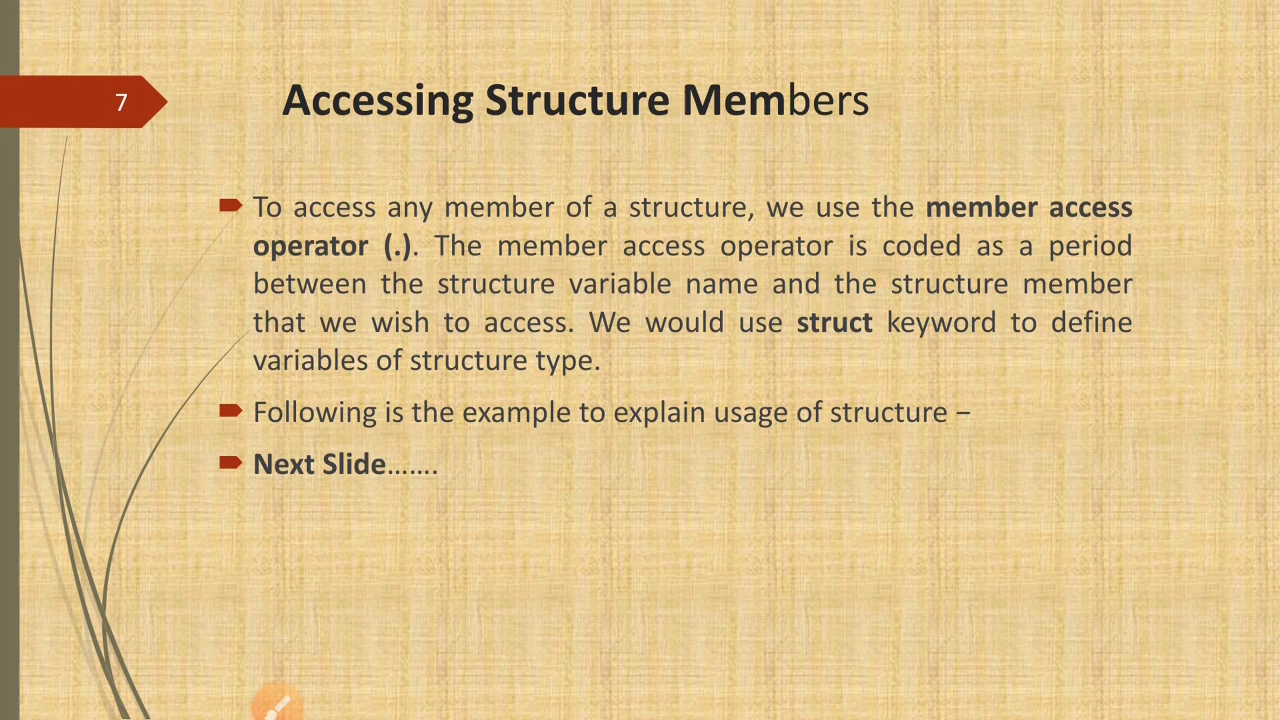 7
Accessing Structure Members
To access any member of a structure, we use the member access
operator (.). The member access operator is coded as a period
between the structure variable name and the structure member
that we wish to access. We would use struct keyword to define
variables of structure type.
Following is the example to explain usage of structure −
Next Slide.......